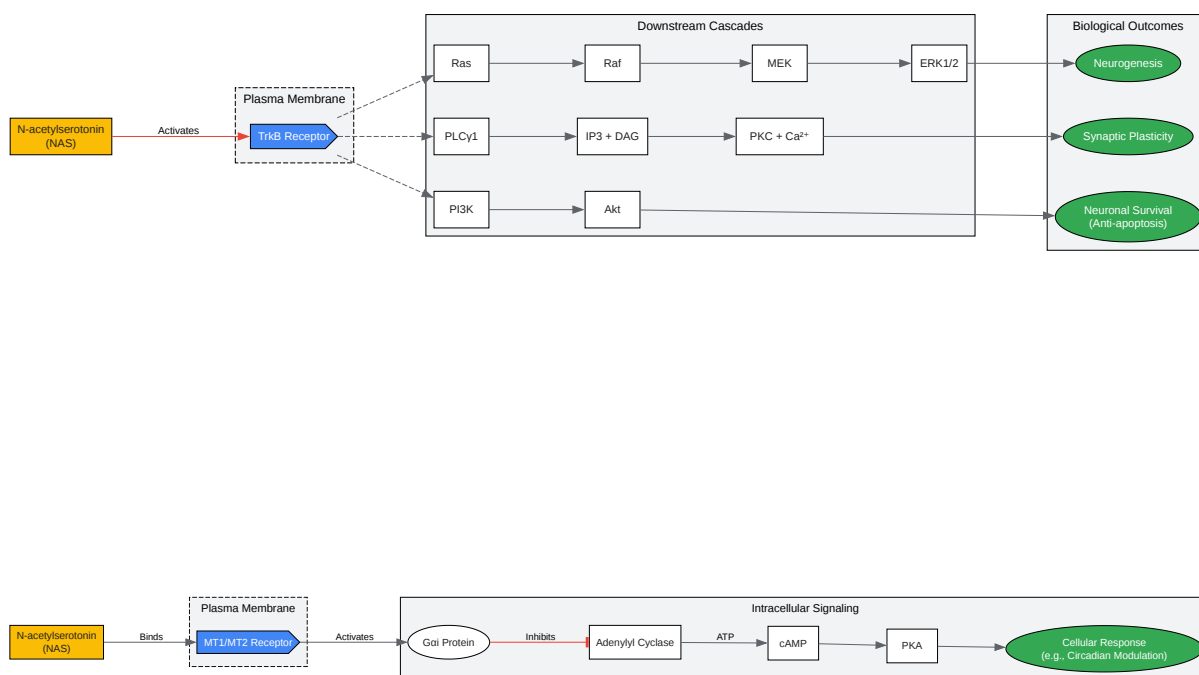 Downstream Cascades
Biological Outcomes
Ras
Raf
MEK
ERK1/2
Neurogenesis
Plasma Membrane
N-acetylserotonin
(NAS)
Activates
TrkB Receptor
PLCγ1
IP3 + DAG
PKC + Ca²⁺
Synaptic Plasticity
PI3K
Akt
Neuronal Survival
(Anti-apoptosis)
Plasma Membrane
Intracellular Signaling
N-acetylserotonin
(NAS)
Binds
MT1/MT2 Receptor
Activates
Gαi Protein
Inhibits
Adenylyl Cyclase
ATP
cAMP
PKA
Cellular Response
(e.g., Circadian Modulation)